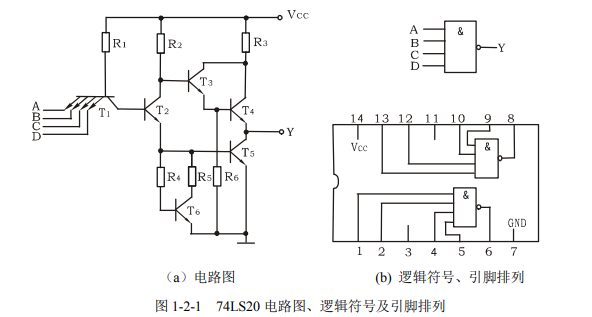 Vcc
R1
R2
R3
T3
A
B
C
D
T1
T2
T4
Y
T5
R4
R5
R6
T6
A
B
C
D
&
Y
14 13 12 11 10 9 8
Vcc
&
&
GND
1 2 3 4 5 6 7
（a）电路图
(b) 逻辑符号、引脚排列
图 1-2-1 74LS20 电路图、逻辑符号及引脚排列